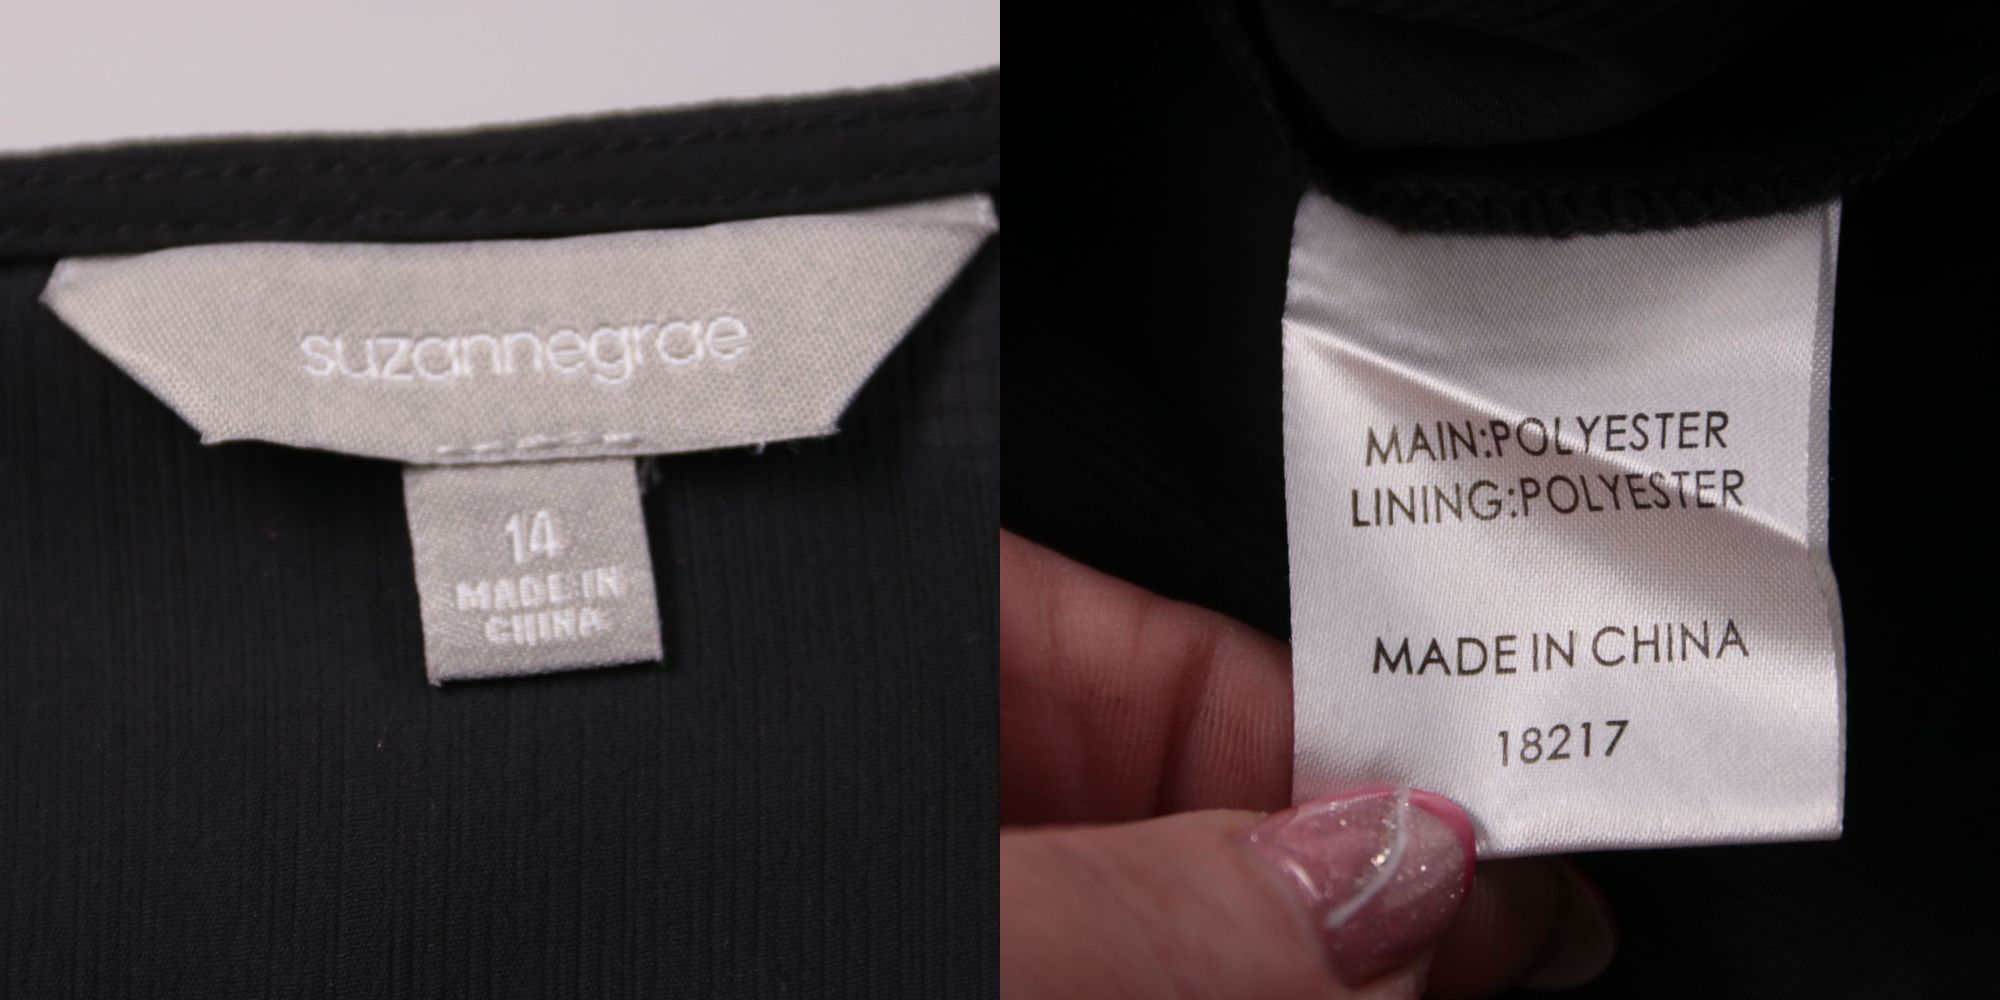 suzannegrae
14
MADE IN
CHINA
MAIN:POLYESTER
LINING:POLYESTER
MADE IN CHINA
18217